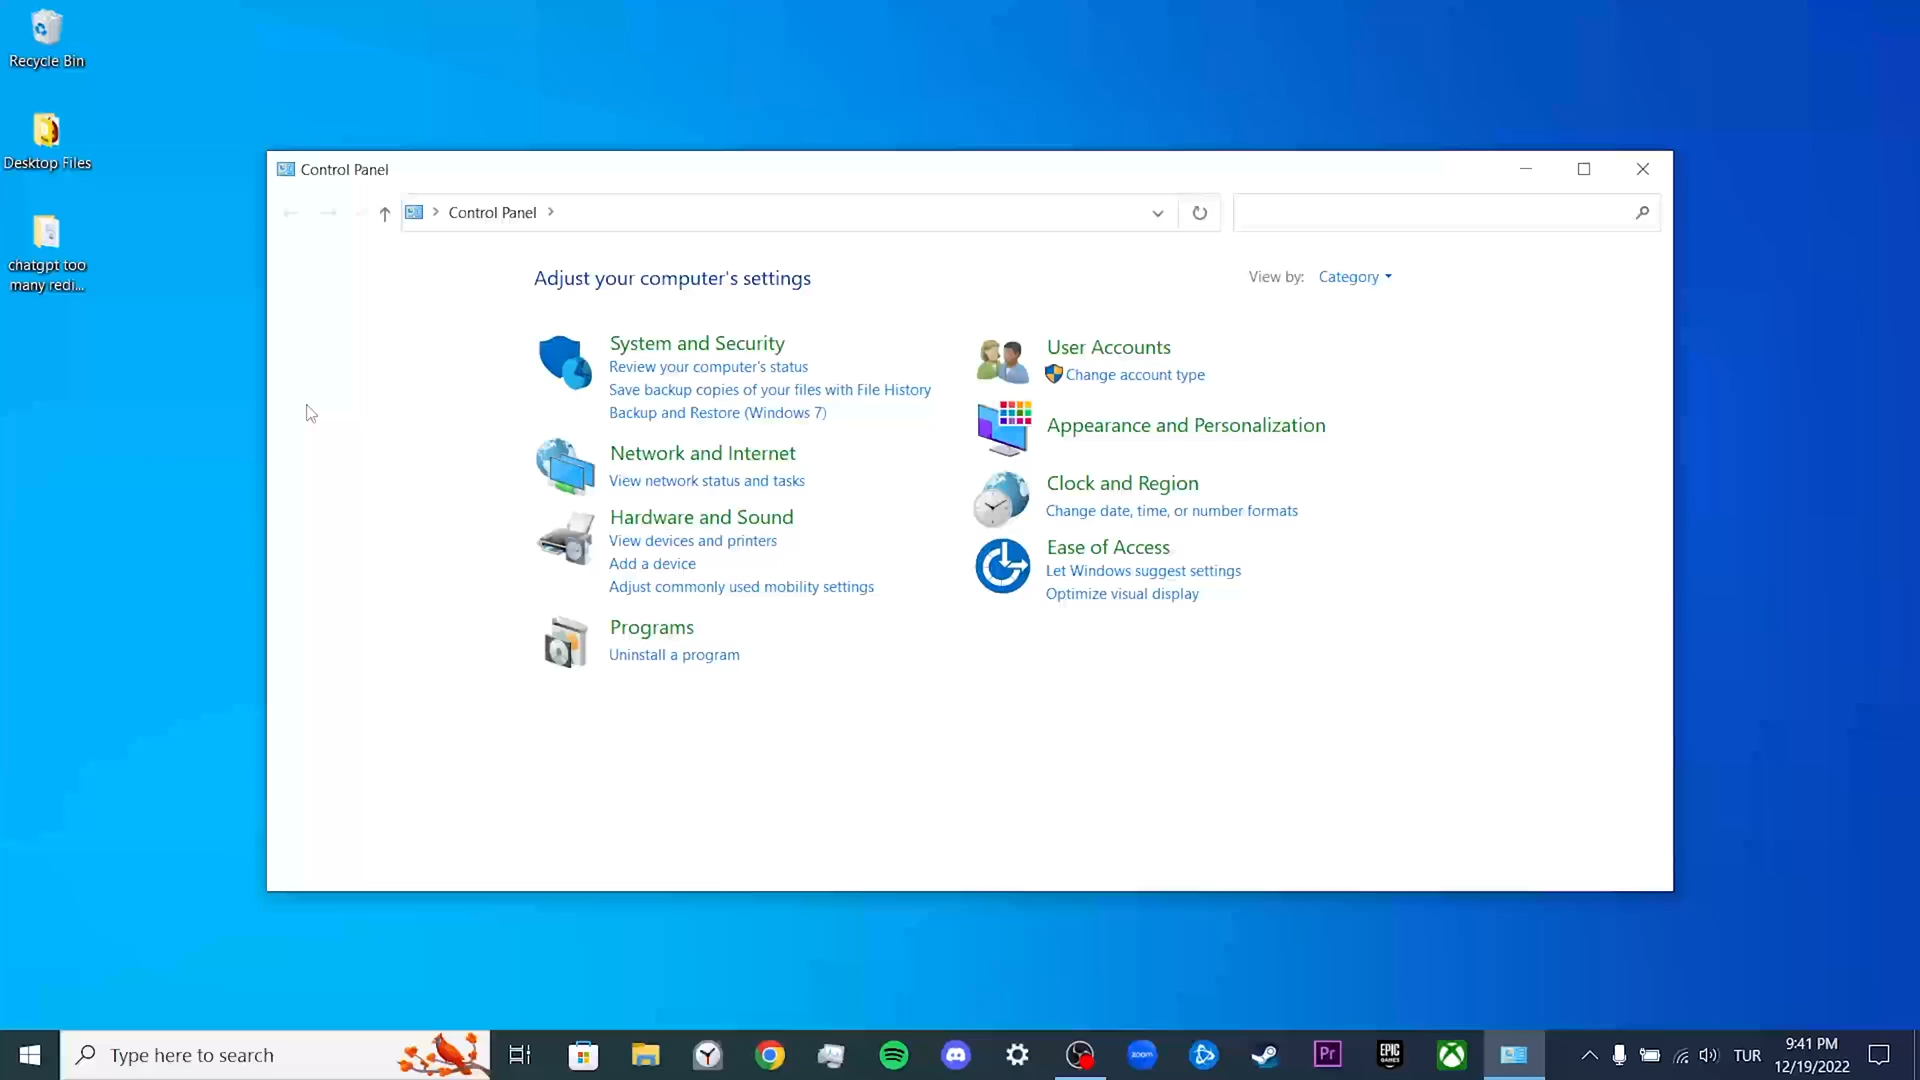 Recycle Bin
Desktop Files
chatgpt too
many redi...
Control Panel
Control Panel
Adjust your computer's settings
View by: Category
System and Security
Review your computer's status
Save backup copies of your files with File History
Backup and Restore (Windows 7)
Network and Internet
View network status and tasks
Hardware and Sound
View devices and printers
Add a device
Adjust commonly used mobility settings
Programs
Uninstall a program
User Accounts
Change account type
Appearance and Personalization
Clock and Region
Change date, time, or number formats
Ease of Access
Let Windows suggest settings
Optimize visual display
Type here to search
zoom
Pr
EPIC
GAMES
TUR
9:41 PM
12/19/2022